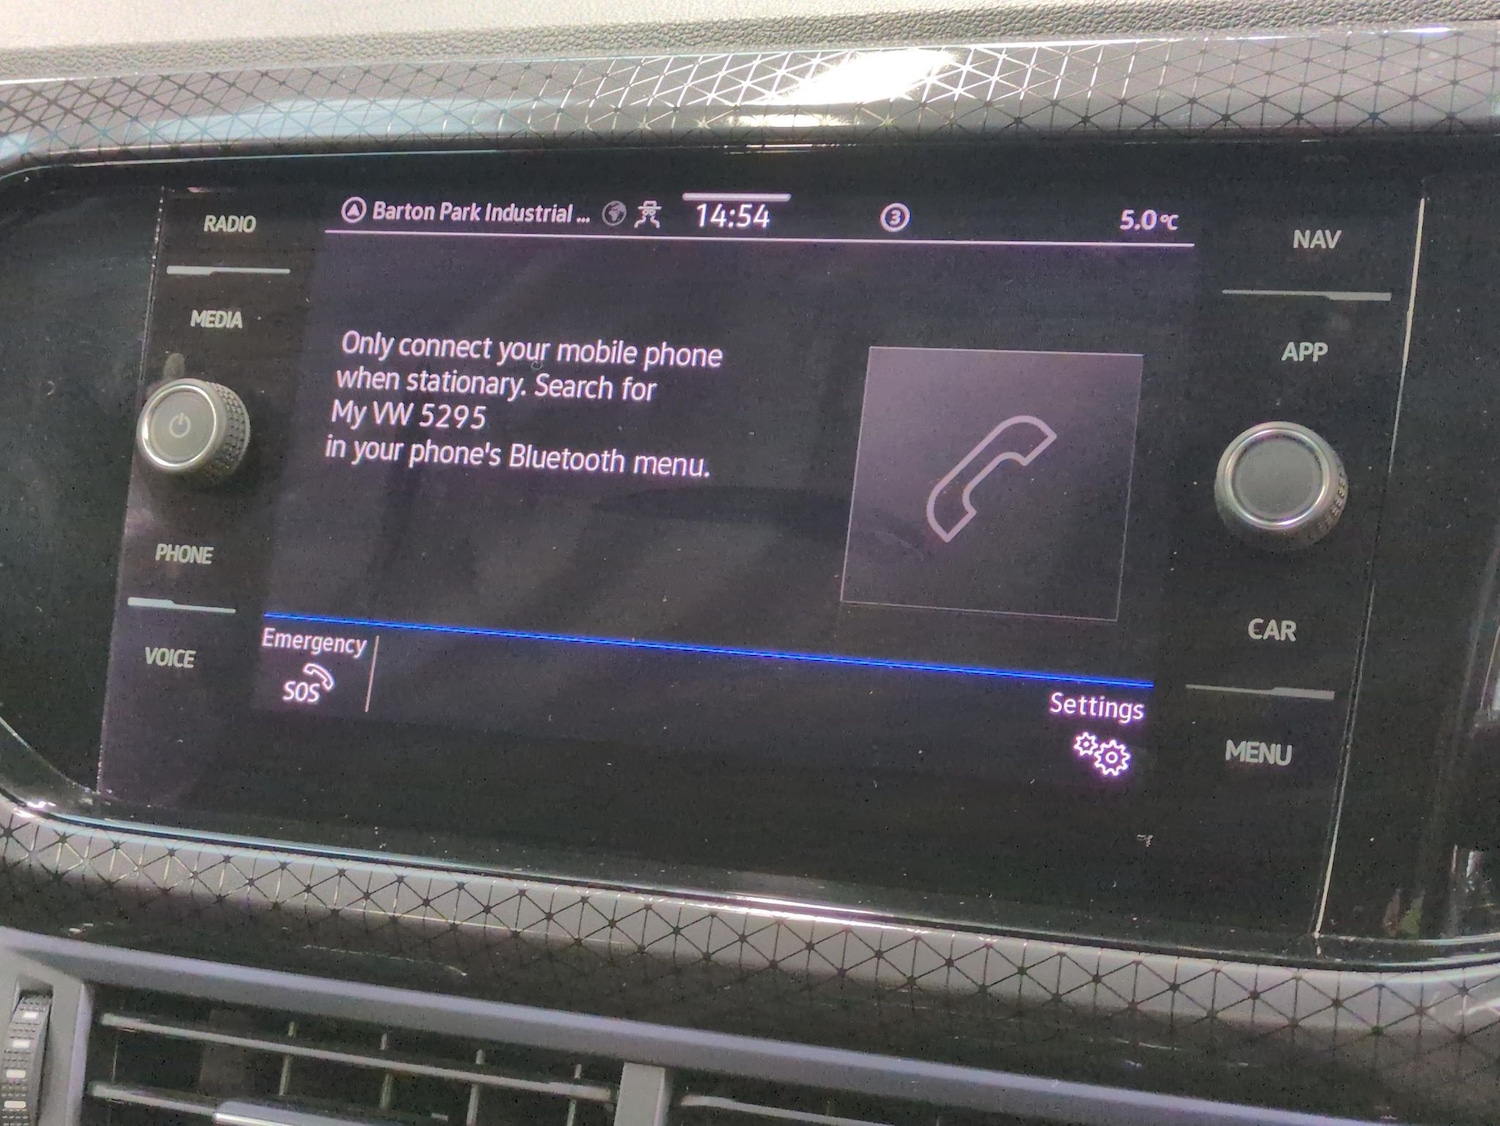 RADIO
MEDIA
PHONE
VOICE
Barton Park Industrial ...
14:54
3
5.0 °C
Only connect your mobile phone
when stationary. Search for
My VW 5295
in your phone's Bluetooth menu.
Emergency
SOS
Settings
NAV
APP
CAR
MENU